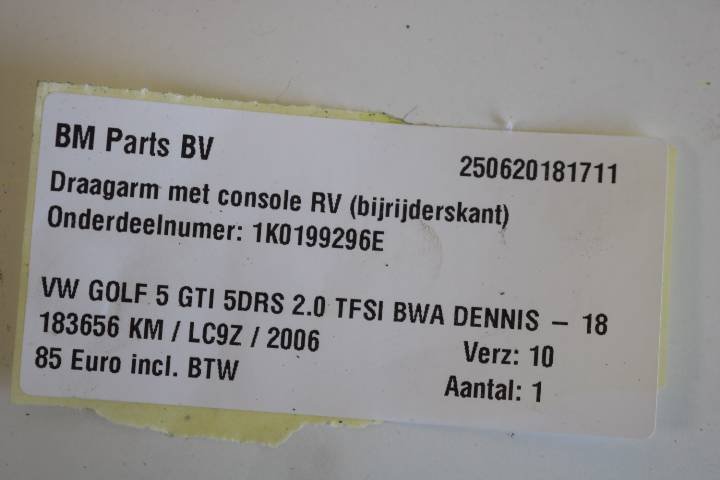 BM Parts BV
250620181711
Draagarm met console RV (bijrijderskant)
Onderdeelnumer: 1K0199296E
VW GOLF 5 GTI 5DRS 2.0 TFSI BWA DENNIS – 18
183656 KM / LC9Z / 2006
Verz: 10
85 Euro incl. BTW
Aantal: 1